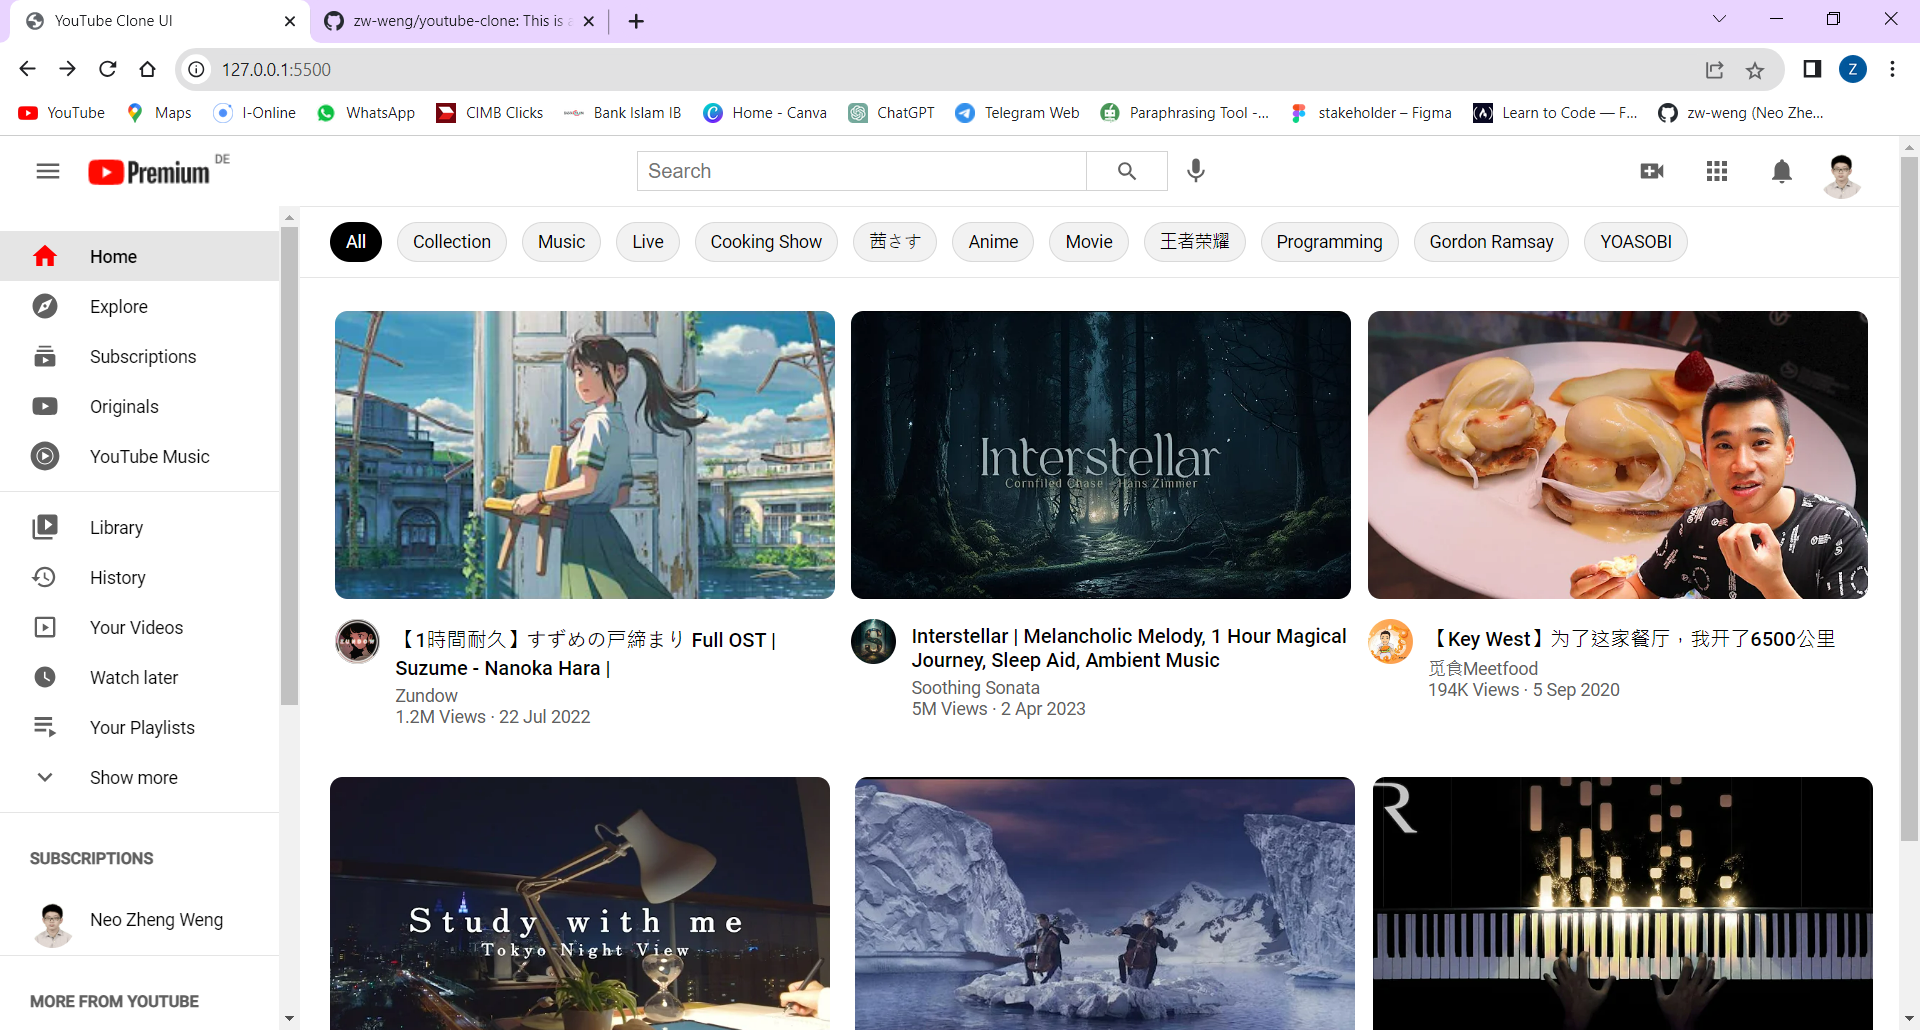 YouTube Clone UI
zw-weng/youtube-clone: This is a
127.0.0.1:5500
YouTube
Maps
I-Online
WhatsApp
CIMB Clicks
Bank Islam IB
Home - Canva
ChatGPT
Telegram Web
Paraphrasing Tool -...
stakeholder – Figma
Learn to Code — F...
zw-weng (Neo Zhe...
Z
Premium DE
Search
Home
Explore
Subscriptions
Originals
YouTube Music
Library
History
Your Videos
Watch later
Your Playlists
Show more
SUBSCRIPTIONS
Neo Zheng Weng
MORE FROM YOUTUBE
All
Collection
Music
Live
Cooking Show
茜さす
Anime
Movie
王者荣耀
Programming
Gordon Ramsay
YOASOBI
Interstellar
Cornfiled Chase - Hans Zimmer
【1時間耐久】すずめの戸締まり Full OST |
Suzume - Nanoka Hara |
Zundow
1.2M Views · 22 Jul 2022
Interstellar | Melancholic Melody, 1 Hour Magical
Journey, Sleep Aid, Ambient Music
Soothing Sonata
5M Views · 2 Apr 2023
【Key West】为了这家餐厅，我开了6500公里
觅食Meetfood
194K Views · 5 Sep 2020
Study with me
Tokyo Night View
R